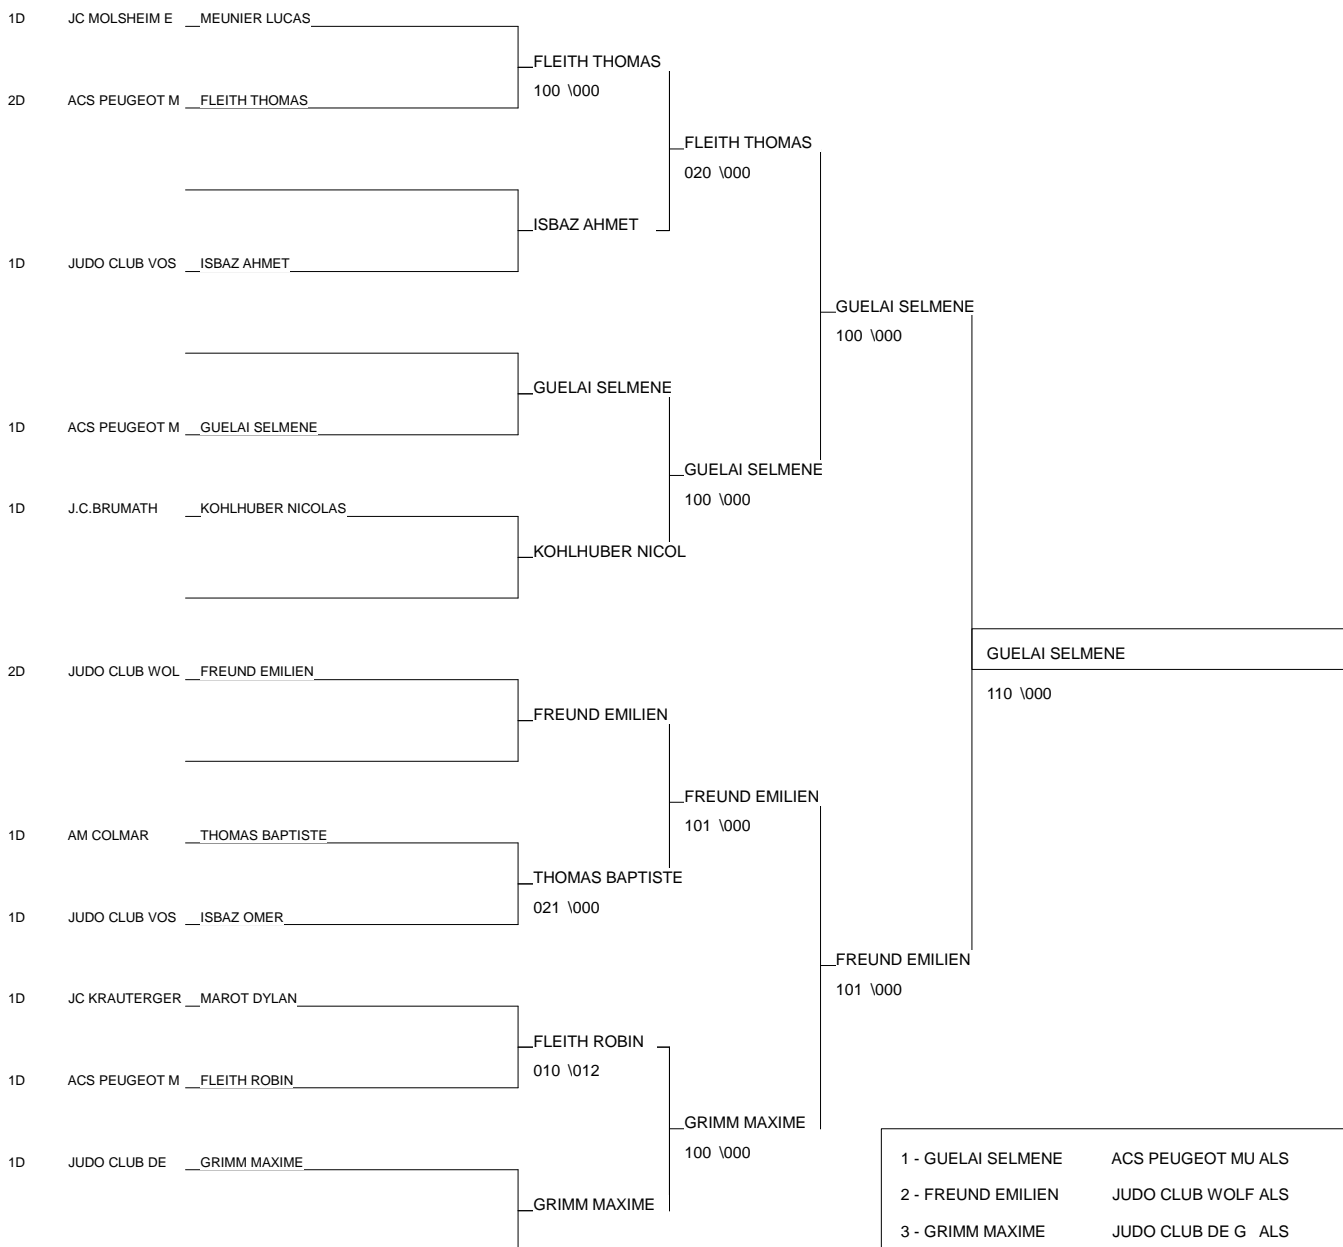 1D JC MOLSHEIM E MEUNIER LUCAS
FLEITH THOMAS
100 \000
2D ACS PEUGEOT M FLEITH THOMAS
FLEITH THOMAS
020 \000
ISBAZ AHMET
1D JUDO CLUB VOS ISBAZ AHMET
GUELAI SELMENE
100 \000
GUELAI SELMENE
1D ACS PEUGEOT M GUELAI SELMENE
GUELAI SELMENE
100 \000
1D J.C.BRUMATH KOHLHUBER NICOLAS
KOHLHUBER NICOL
GUELAI SELMENE
110 \000
2D JUDO CLUB WOL FREUND EMILIEN
FREUND EMILIEN
FREUND EMILIEN
101 \000
1D AM COLMAR THOMAS BAPTISTE
THOMAS BAPTISTE
021 \000
1D JUDO CLUB VOS ISBAZ OMER
FREUND EMILIEN
101 \000
1D JC KRAUTERGER MAROT DYLAN
FLEITH ROBIN
010 \012
1D ACS PEUGEOT M FLEITH ROBIN
GRIMM MAXIME
100 \000
1D JUDO CLUB DE GRIMM MAXIME
GRIMM MAXIME
1 - GUELAI SELMENE ACS PEUGEOT MU ALS
2 - FREUND EMILIEN JUDO CLUB WOLF ALS
3 - GRIMM MAXIME JUDO CLUB DE G ALS